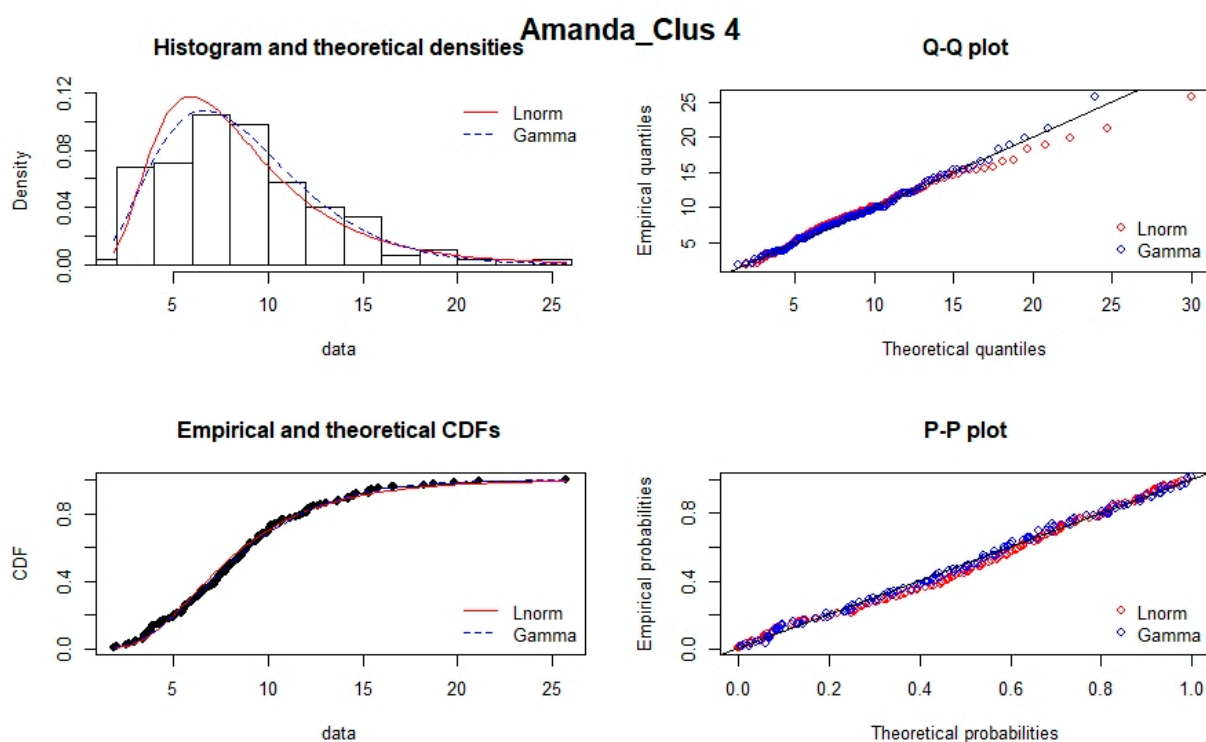 Amanda_Clus 4
Histogram and theoretical densities
Density
0.00 0.04 0.08 0.12
Lnorm
Gamma
5 10 15 20 25
data
Q-Q plot
Empirical quantiles
5 10 15 20 25
Lnorm
Gamma
5 10 15 20 25 30
Theoretical quantiles
Empirical and theoretical CDFs
CDF
0.0 0.4 0.8
Lnorm
Gamma
5 10 15 20 25
data
P-P plot
Empirical probabilities
0.0 0.4 0.8
Lnorm
Gamma
0.0 0.2 0.4 0.6 0.8 1.0
Theoretical probabilities